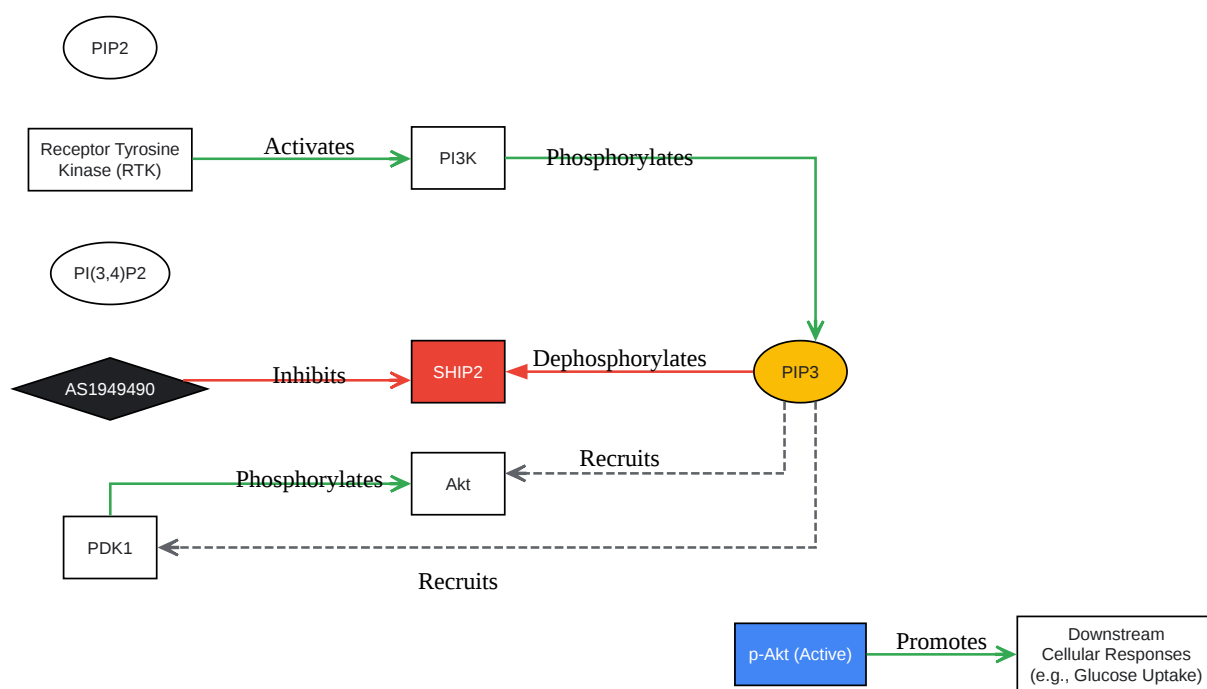 PIP2
Receptor Tyrosine
Kinase (RTK)
Activates
PI3K
Phosphorylates
PI(3,4)P2
AS1949490
Inhibits
SHIP2
Dephosphorylates
PIP3
Recruits
Phosphorylates
Akt
PDK1
Recruits
p-Akt (Active)
Promotes
Downstream
Cellular Responses
(e.g., Glucose Uptake)